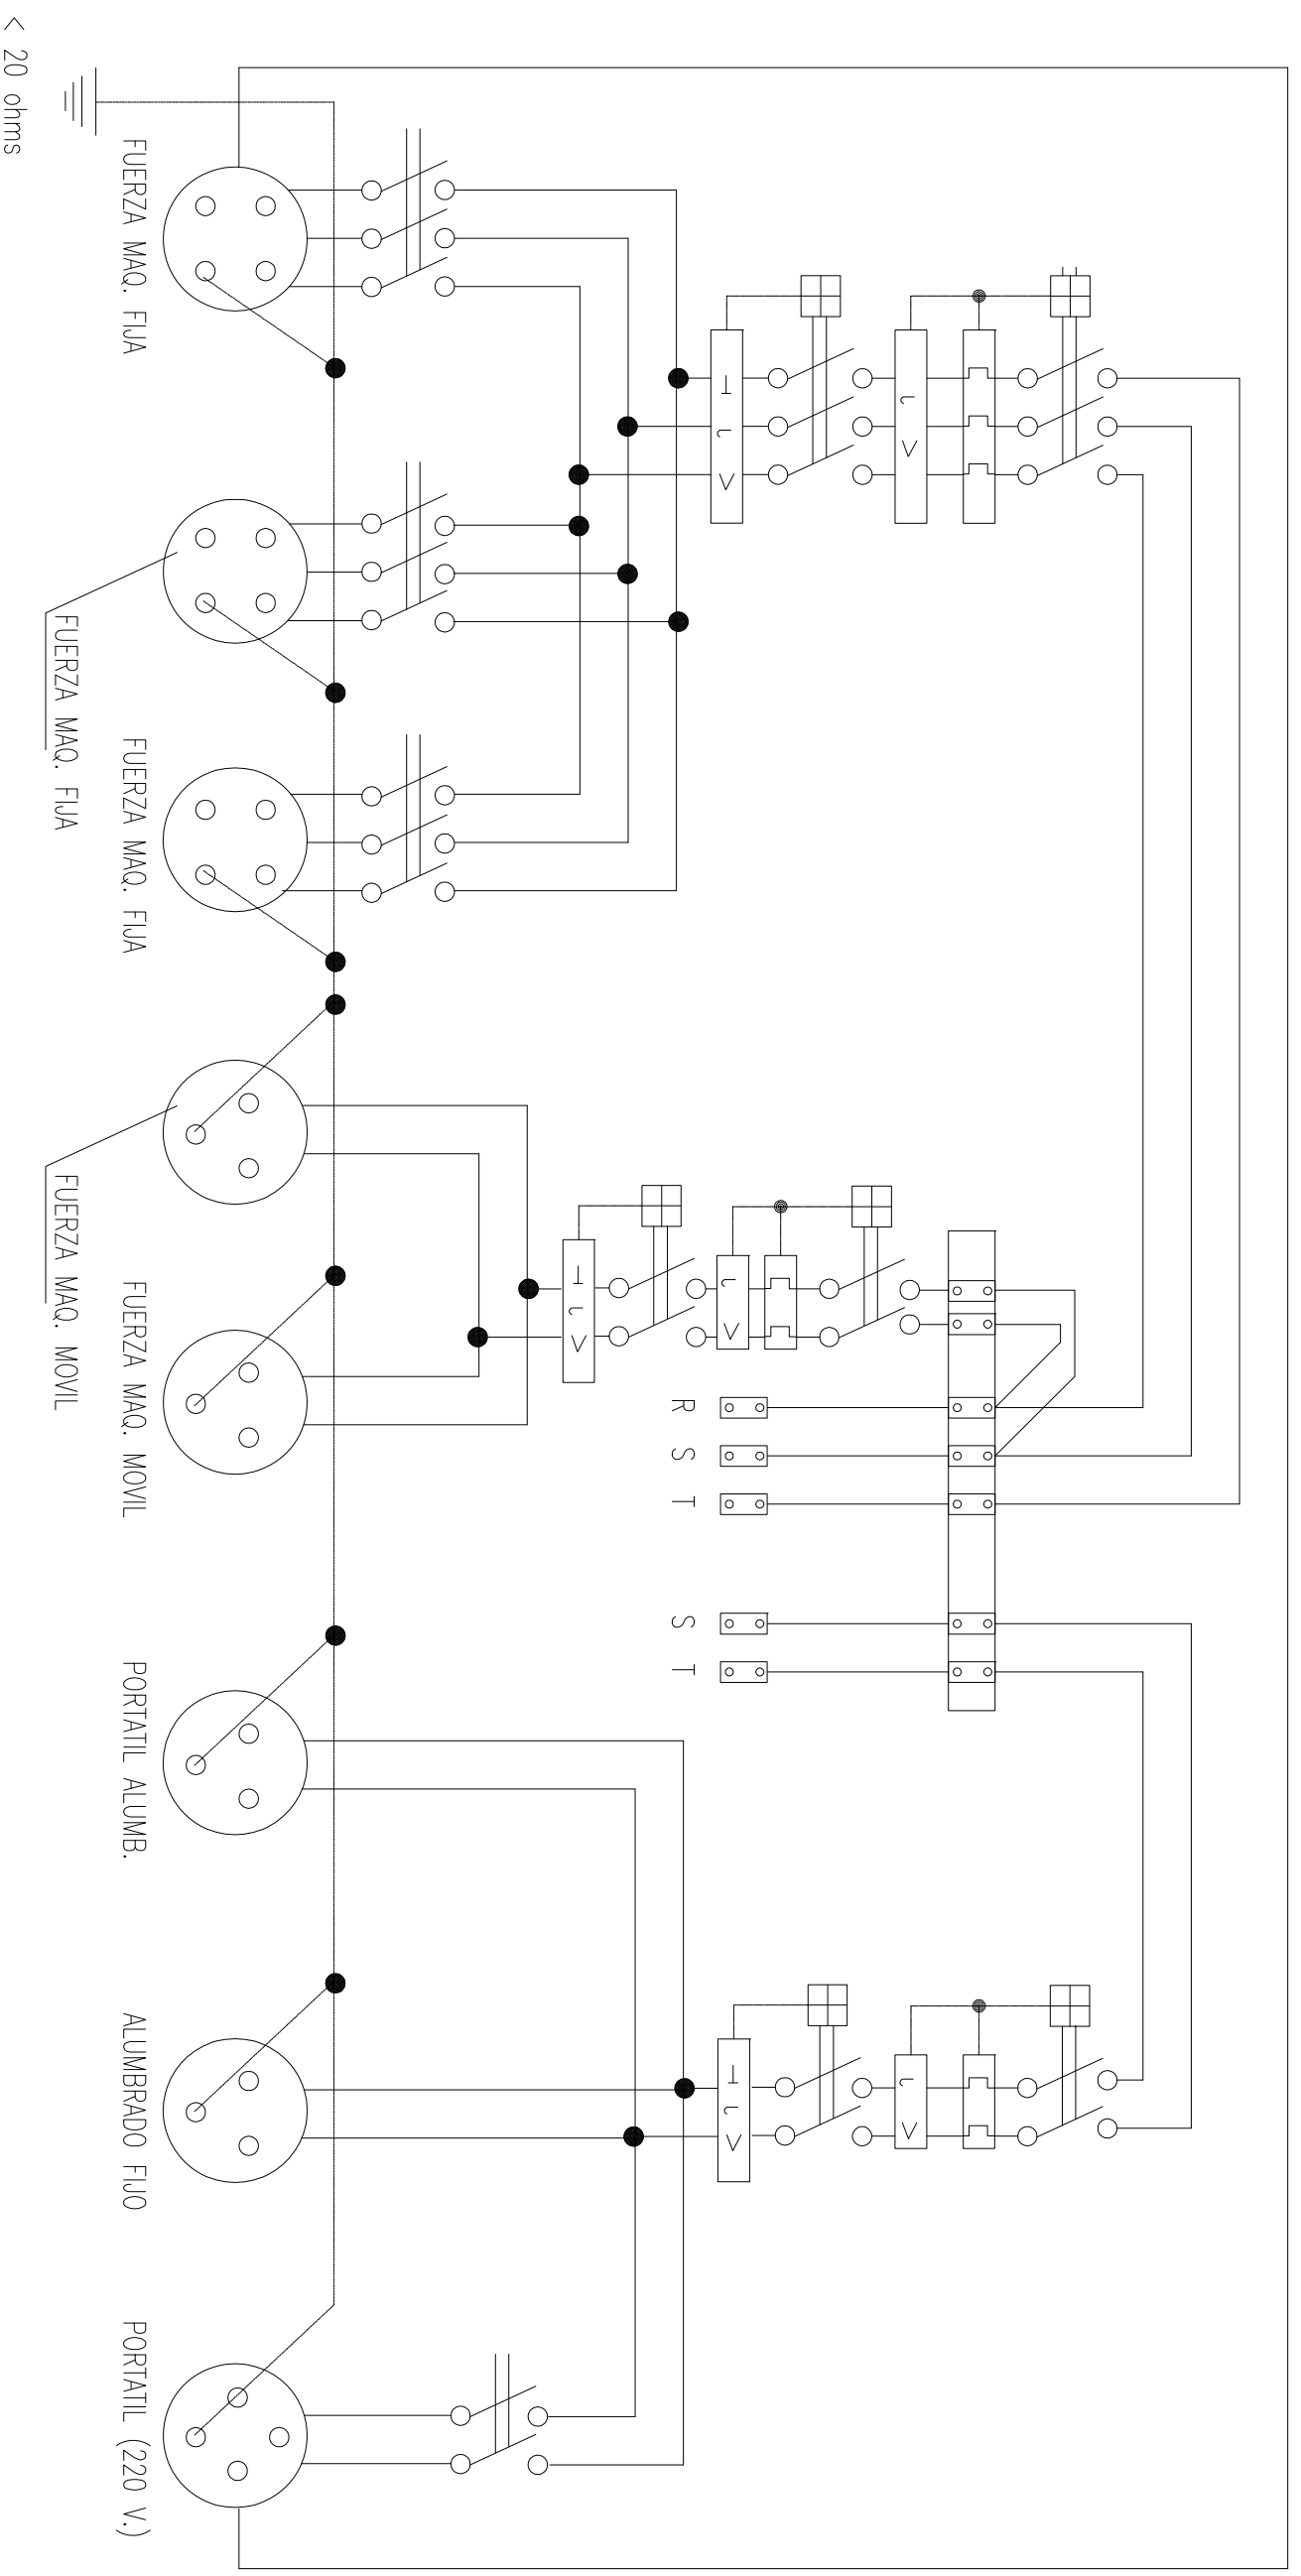 R
S
T
S
T
FUERZA MAQ. FIJA
FUERZA MAQ. FIJA
FUERZA MAQ. MOVIL
PORTATIL ALUMB.
ALUMBRADO FIJO
PORTATIL (220 V.)
FUERZA MAQ. FIJA
FUERZA MAQ. MOVIL
< 20 ohms